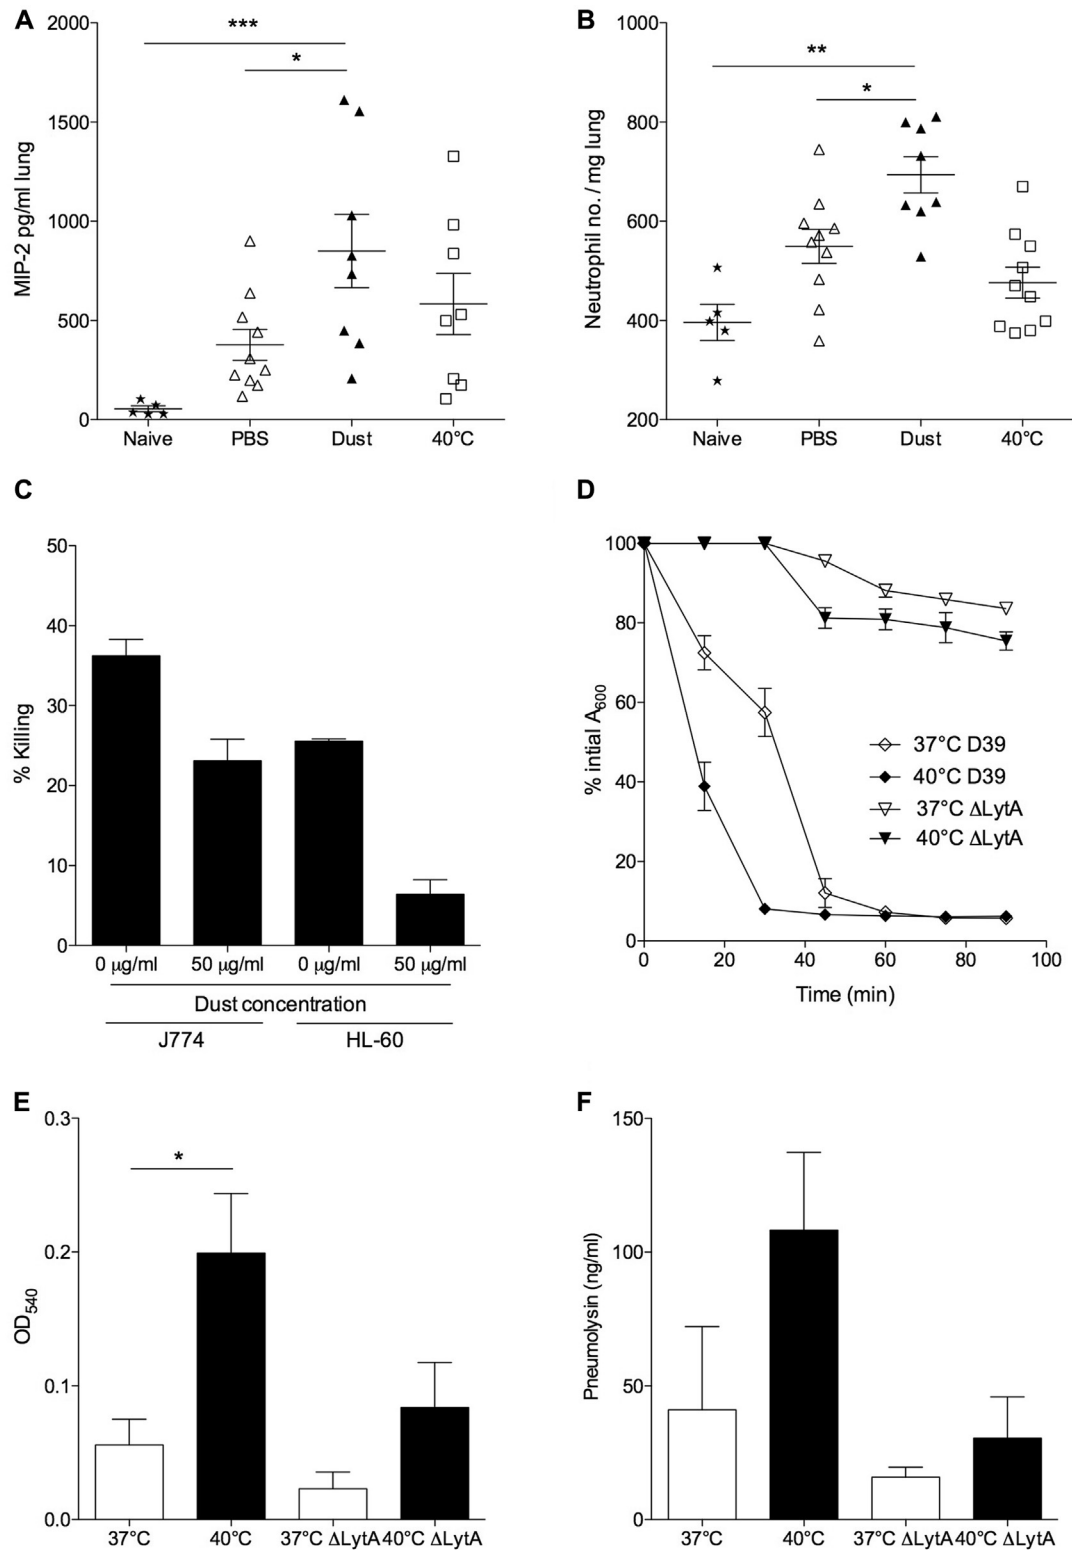 A
MIP-2 pg/ml lung
2000
1500
1000
500
0
***
*
Naive PBS Dust 40°C
B
Neutrophil no. / mg lung
1000
800
600
400
200
**
*
Naive PBS Dust 40°C
C
% Killing
50
40
30
20
10
0
0 µg/ml 50 µg/ml 0 µg/ml 50 µg/ml
Dust concentration
J774 HL-60
D
% intial A600
100
80
60
40
20
0
37°C D39
40°C D39
37°C ΔLytA
40°C ΔLytA
0 20 40 60 80 100
Time (min)
E
OD540
0.3
0.2
0.1
0.0
*
37°C 40°C 37°C ΔLytA 40°C ΔLytA
F
Pneumolysin (ng/ml)
150
100
50
0
37°C 40°C 37°C ΔLytA 40°C ΔLytA